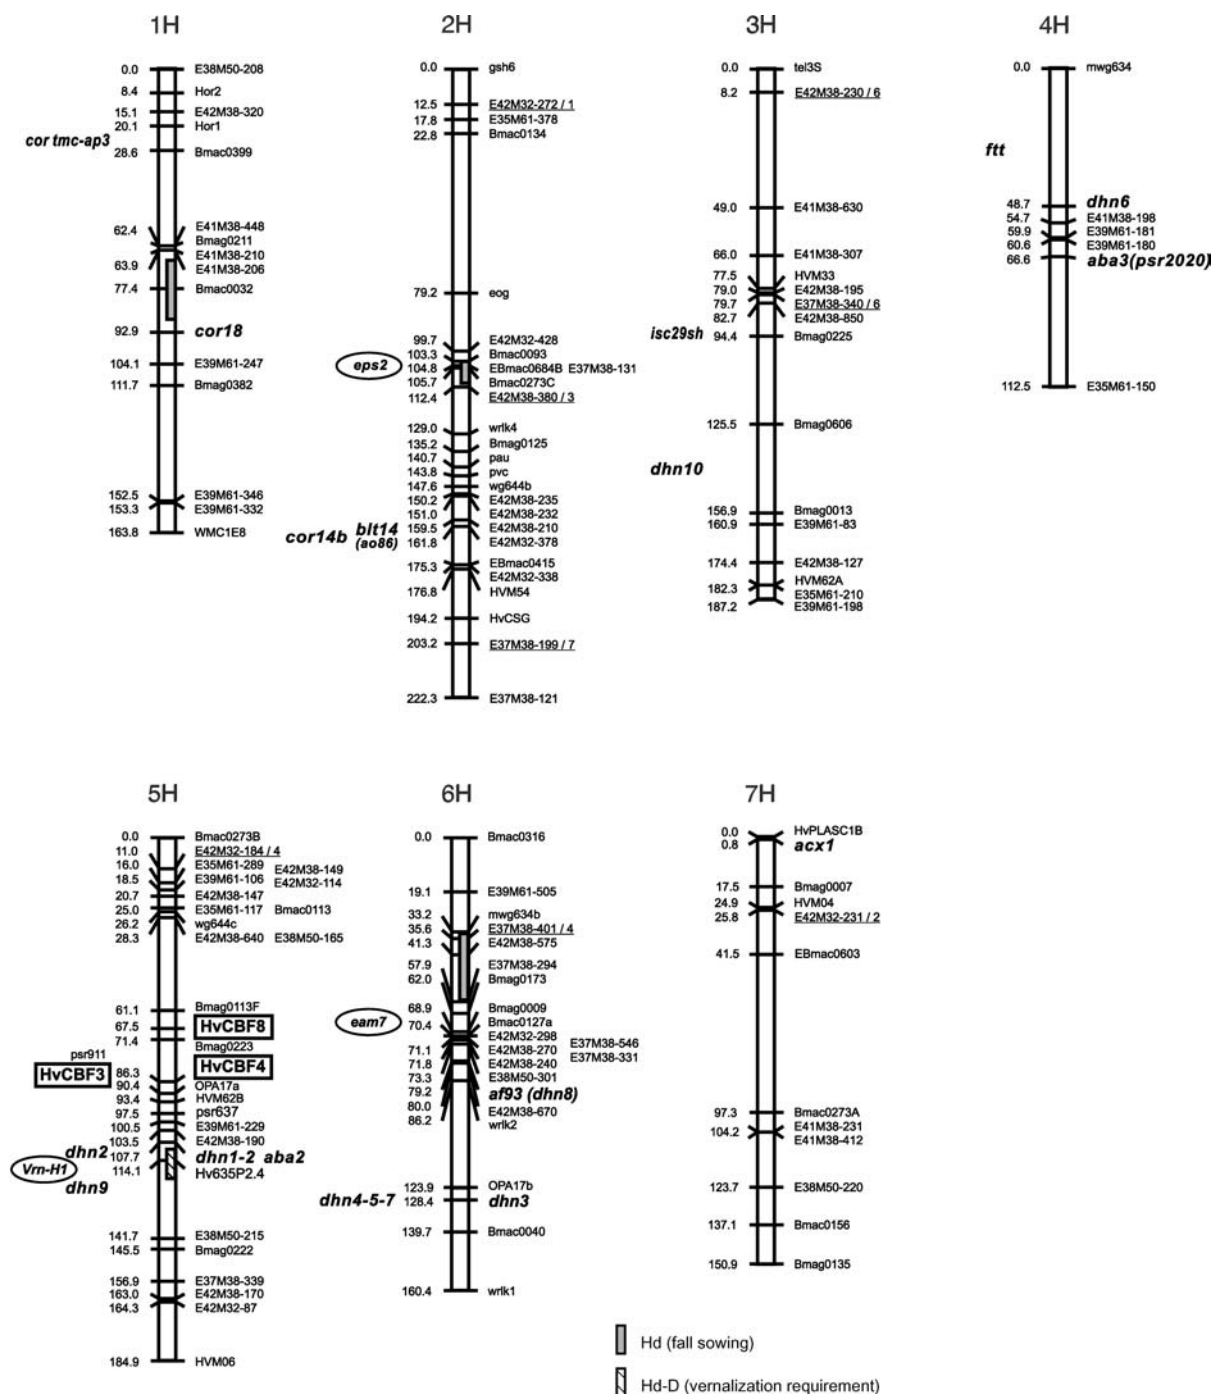 1H 2H 3H 4H
0.0 E38M50-208
8.4 Hor2
15.1 E42M38-320
20.1 Hor1
cor tmc-ap3
28.6 Bmac0399
62.4 E41M38-448
Bmag0211
E41M38-210
63.9 E41M38-206
77.4 Bmac0032
92.9 cor18
104.1 E39M61-247
111.7 Bmag0382
152.5 E39M61-346
153.3 E39M61-332
163.8 WMC1E8
0.0 gsh6
12.5 E42M32-272 / 1
17.8 E35M61-378
22.8 Bmac0134
79.2 eog
99.7 E42M32-428
103.3 Bmac0093
eps2 104.8 EBmac0684B E37M38-131
105.7 Bmac0273C
112.4 E42M38-380 / 3
129.0 wrlk4
135.2 Bmag0125
140.7 pau
143.8 pvc
147.6 wg644b
150.2 E42M38-235
151.0 E42M38-232
cor14b blt14 159.5 E42M38-210
(ao86) 161.8 E42M32-378
175.3 EBmac0415
E42M32-338
176.8 HVM54
194.2 HvCSG
203.2 E37M38-199 / 7
222.3 E37M38-121
0.0 tel3S
8.2 E42M38-230 / 6
49.0 E41M38-630
66.0 E41M38-307
77.5 HVM33
79.0 E42M38-195
79.7 E37M38-340 / 6
82.7 E42M38-850
isc29sh 94.4 Bmag0225
125.5 Bmag0606
dhn10
156.9 Bmag0013
160.9 E39M61-83
174.4 E42M38-127
182.3 HVM62A
E35M61-210
187.2 E39M61-198
0.0 mwg634
ftt
48.7 dhn6
54.7 E41M38-198
59.9 E39M61-181
60.6 E39M61-180
66.6 aba3(psr2020)
112.5 E35M61-150
5H 6H 7H
0.0 Bmac0273B
11.0 E42M32-184 / 4
16.0 E35M61-289 E42M38-149
18.5 E39M61-106 E42M32-114
20.7 E42M38-147
25.0 E35M61-117 Bmac0113
26.2 wg644c
28.3 E42M38-640 E38M50-165
61.1 Bmag0113F
67.5 HvCBF8
71.4 Bmag0223
psr911
HvCBF3 86.3 HvCBF4
90.4 OPA17a
93.4 HVM62B
97.5 psr637
100.5 E39M61-229
103.5 E42M38-190
dhn2 107.7 dhn1-2 aba2
Vrn-H1 114.1 Hv635P2.4
dhn9
141.7 E38M50-215
145.5 Bmag0222
156.9 E37M38-339
163.0 E42M38-170
164.3 E42M32-87
184.9 HVM06
0.0 Bmac0316
19.1 E39M61-505
33.2 mwg634b
35.6 E37M38-401 / 4
41.3 E42M38-575
57.9 E37M38-294
62.0 Bmag0173
68.9 Bmag0009
eam7 70.4 Bmac0127a
E42M32-298 E37M38-546
71.1 E42M38-270 E37M38-331
71.8 E42M38-240
73.3 E38M50-301
79.2 af93 (dhn8)
80.0 E42M38-670
86.2 wrlk2
123.9 OPA17b
dhn4-5-7 128.4 dhn3
139.7 Bmac0040
160.4 wrlk1
0.0 HvPLASC1B
0.8 acx1
17.5 Bmag0007
24.9 HVM04
25.8 E42M32-231 / 2
41.5 EBmac0603
97.3 Bmac0273A
104.2 E41M38-231
E41M38-412
123.7 E38M50-220
137.1 Bmac0156
150.9 Bmag0135
Hd (fall sowing)
Hd-D (vernalization requirement)